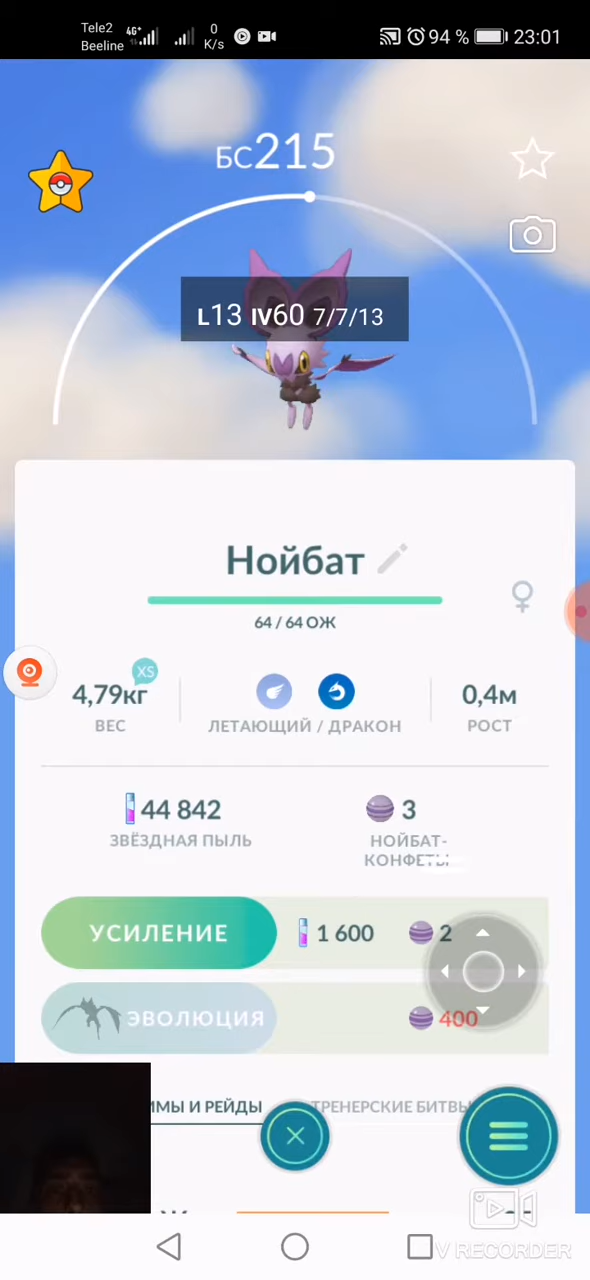 Tele2
Beeline
4G+
0
K/s
94 %
23:01
БС215
L13 IV60 7/7/13
Нойбат
64 / 64 ОЖ
XS
4,79кг
ВЕС
ЛЕТАЮЩИЙ / ДРАКОН
0,4м
РОСТ
44 842
ЗВЁЗДНАЯ ПЫЛЬ
3
НОЙБАТ-
КОНФЕТЫ
УСИЛЕНИЕ
1 600
2
ЭВОЛЮЦИЯ
400
ИМЫ И РЕЙДЫ
ТРЕНЕРСКИЕ БИТВЫ
V RECORDER